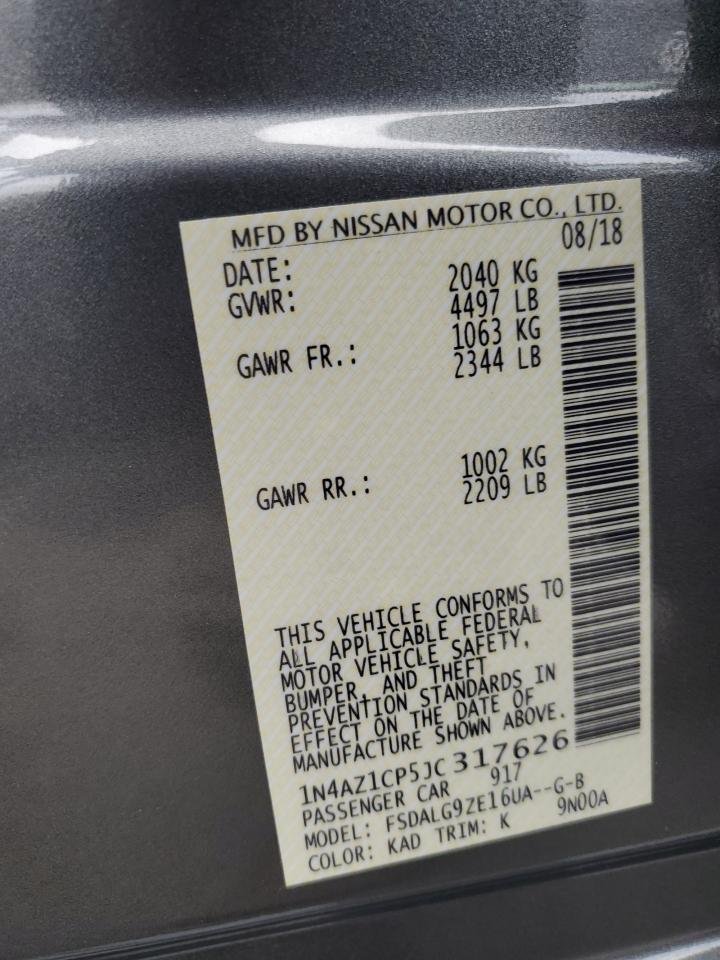 MFD BY NISSAN MOTOR CO., LTD.
DATE: 08/18
GVWR: 2040 KG
4497 LB
GAWR FR.: 1063 KG
2344 LB
GAWR RR.: 1002 KG
2209 LB
THIS VEHICLE CONFORMS TO
ALL APPLICABLE FEDERAL
MOTOR VEHICLE SAFETY,
BUMPER, AND THEFT
PREVENTION STANDARDS IN
EFFECT ON THE DATE OF
MANUFACTURE SHOWN ABOVE.
1N4AZ1CP5JC317626
PASSENGER CAR 917
MODEL: FSDALG9ZE16UA--G-B
COLOR: KAD TRIM: K 9N00A